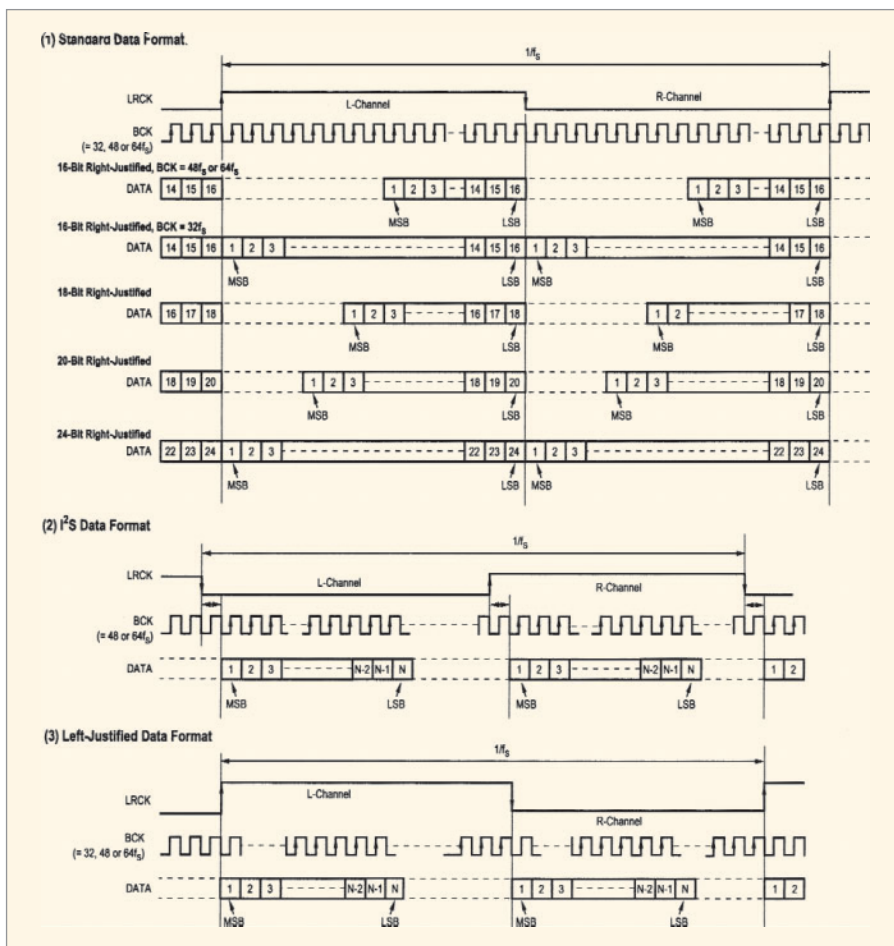 (1) Standard Data Format.
1/fS
LRCK
L-Channel
R-Channel
BCK
(= 32, 48 or 64fS)
16-Bit Right-Justified, BCK = 48fS or 64fS
DATA 14 15 16 1 2 3 14 15 16 1 2 3 14 15 16
MSB LSB MSB LSB
16-Bit Right-Justified, BCK = 32fS
DATA 14 15 16 1 2 3 14 15 16 1 2 3 14 15 16
MSB LSB MSB LSB
18-Bit Right-Justified
DATA 16 17 18 1 2 3 16 17 18 1 2 17 18
MSB LSB MSB LSB
20-Bit Right-Justified
DATA 18 19 20 1 2 3 18 19 20 1 2 3 18 19 20
MSB LSB MSB LSB
24-Bit Right-Justified
DATA 22 23 24 1 2 3 22 23 24 1 2 3 22 23 24
MSB LSB MSB LSB
(2) I²S Data Format
1/fS
LRCK
L-Channel
R-Channel
BCK
(= 48 or 64fS)
DATA 1 2 3 N-2 N-1 N 1 2 3 N-2 N-1 N 1 2
MSB LSB MSB LSB
(3) Left-Justified Data Format
1/fS
LRCK
L-Channel
R-Channel
BCK
(= 32, 48 or 64fS)
DATA 1 2 3 N-2 N-1 N 1 2 3 N-2 N-1 N 1 2
MSB LSB MSB LSB